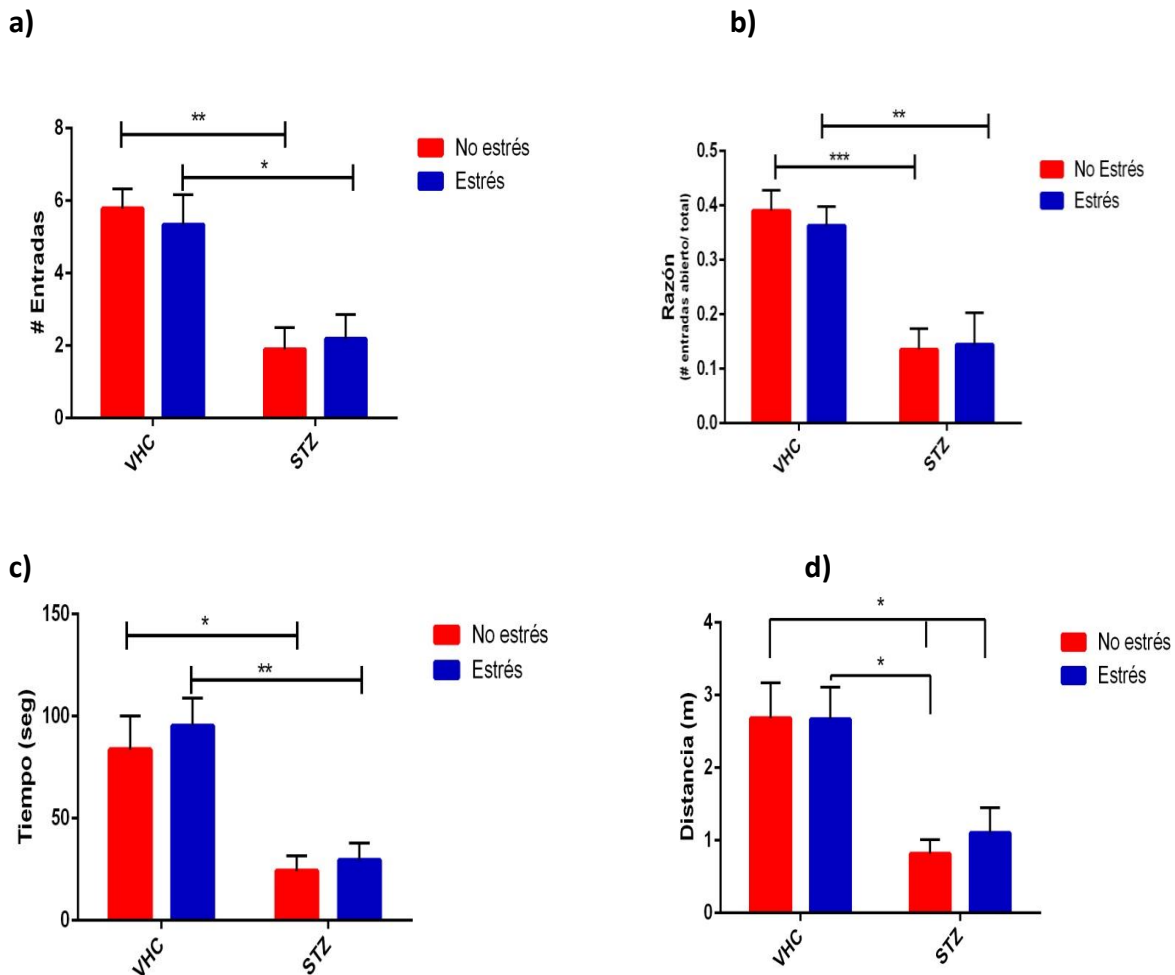 a)
**
*
8
6
4
2
0
# Entradas
VHC
STZ
No estrés
Estrés
b)
**
***
0.5
0.4
0.3
0.2
0.1
0.0
Razón
(# entradas abierto/ total)
VHC
STZ
No Estrés
Estrés
c)
*
**
150
100
50
0
Tiempo (seg)
VHC
STZ
No estrés
Estrés
d)
*
*
4
3
2
1
0
Distancia (m)
VHC
STZ
No estrés
Estrés